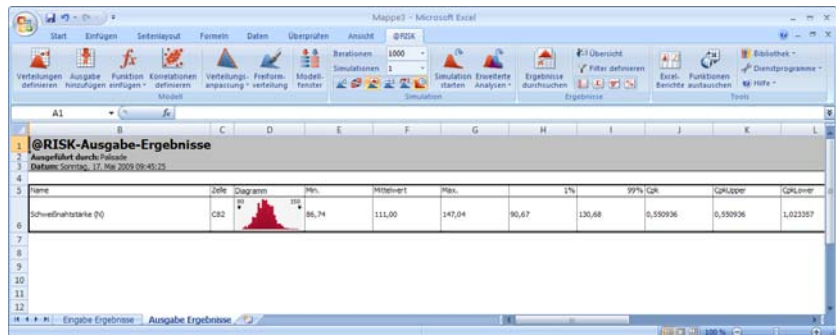 Mappe3 - Microsoft Excel
Start Einfügen Seitenlayout Formeln Daten Überprüfen Ansicht @RISK
Verteilungen definieren
Ausgabe hinzufügen
Funktion einfügen
Korrelationen definieren
Verteilungs-anpassung
Freiform-verteilung
Modell-fenster
Modell
Iterationen 1000
Simulationen 1
Simulation starten
Erweiterte Analysen
Simulation
Ergebnisse durchsuchen
Übersicht
Filter definieren
Ergebnisse
Excel-Berichte
Funktionen austauschen
Bibliothek
Dienstprogramme
Hilfe
Tools
A1 fx
B C D E F G H I J K L
1 @RISK-Ausgabe-Ergebnisse
2 Ausgeführt durch: Palisade
3 Datum: Sonntag, 17. Mai 2009 09:45:25
4
5 Name Zelle Diagramm Min. Mittelwert Max. 1% 99% Cpk CpkUpper CpkLower
80 150
6 Schweißnahtstärke (N) C82 86,74 111,00 147,04 90,67 130,68 0,550936 0,550936 1,023357
7
8
9
10
11
12
Eingabe Ergebnisse Ausgabe Ergebnisse
100 %